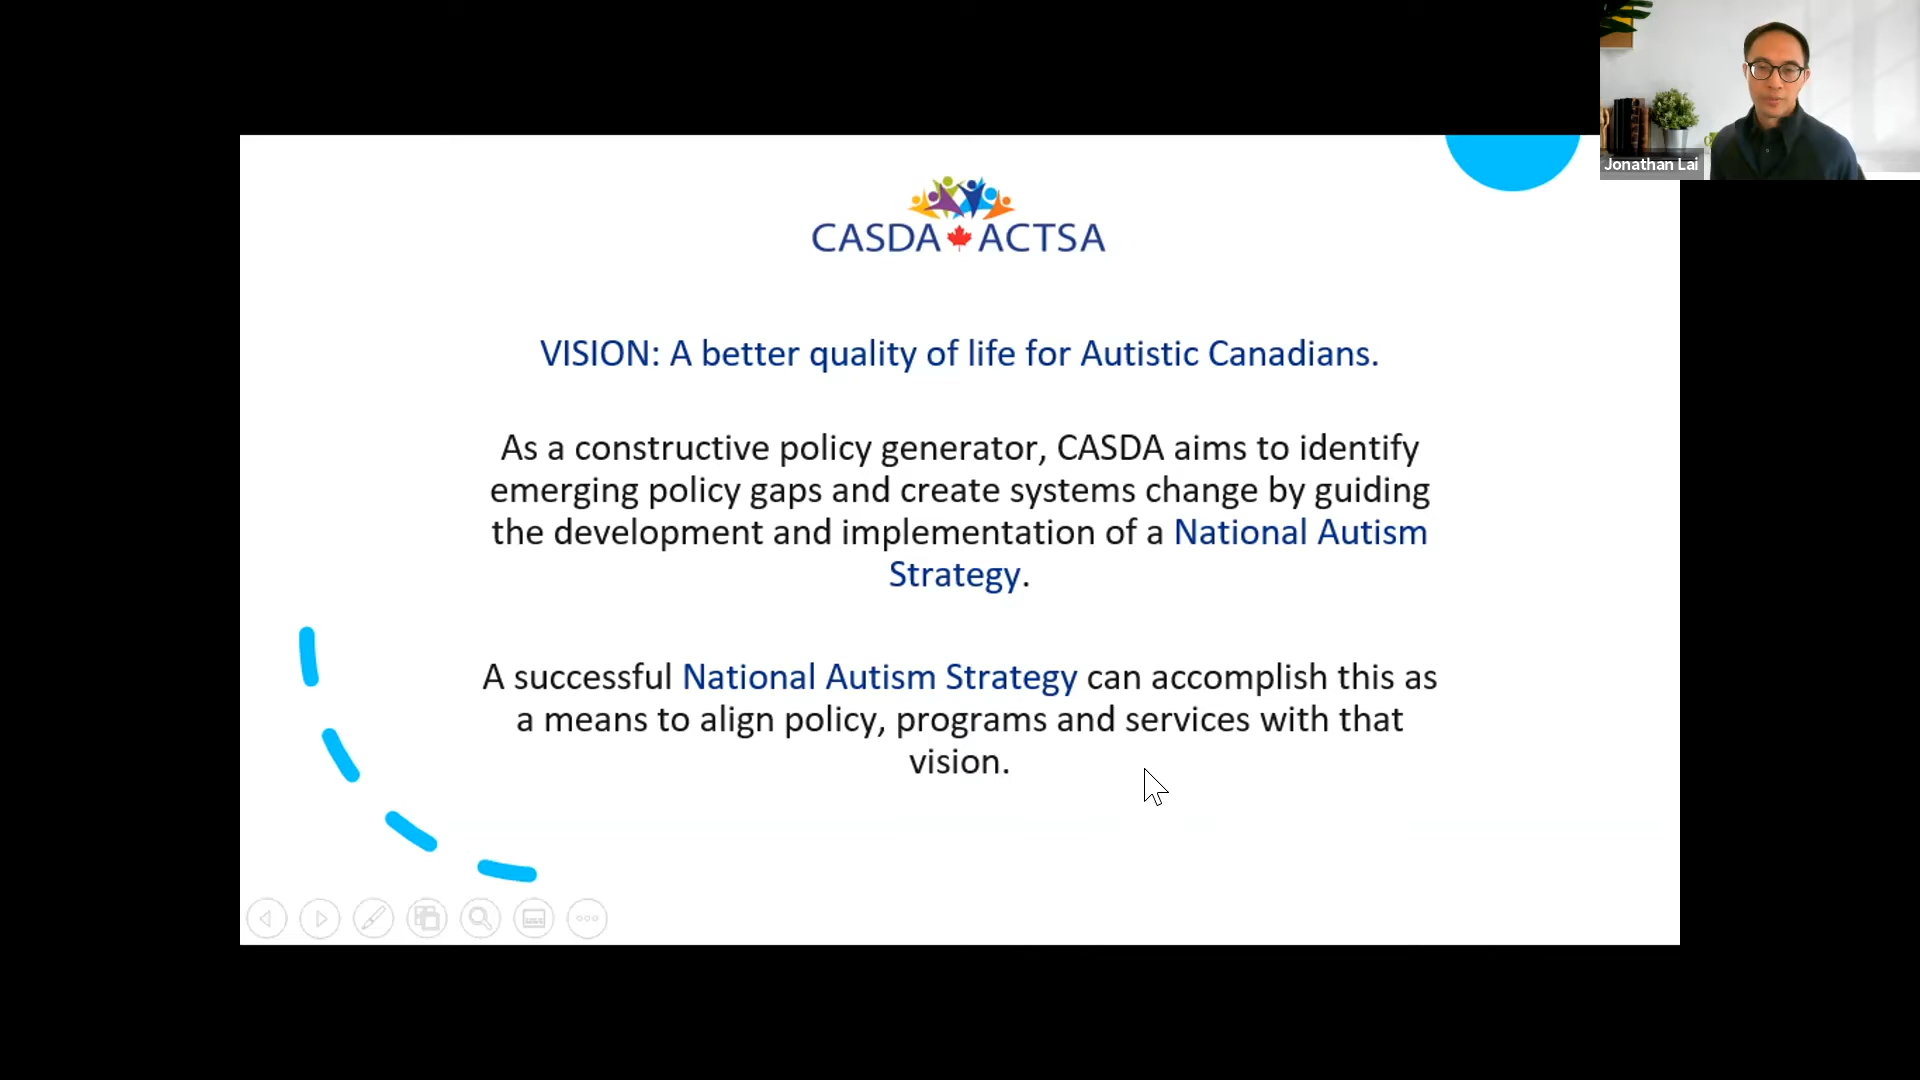 Jonathan Lai
CASDA ACTSA
VISION: A better quality of life for Autistic Canadians.
As a constructive policy generator, CASDA aims to identify
emerging policy gaps and create systems change by guiding
the development and implementation of a National Autism
Strategy.
A successful National Autism Strategy can accomplish this as
a means to align policy, programs and services with that
vision.